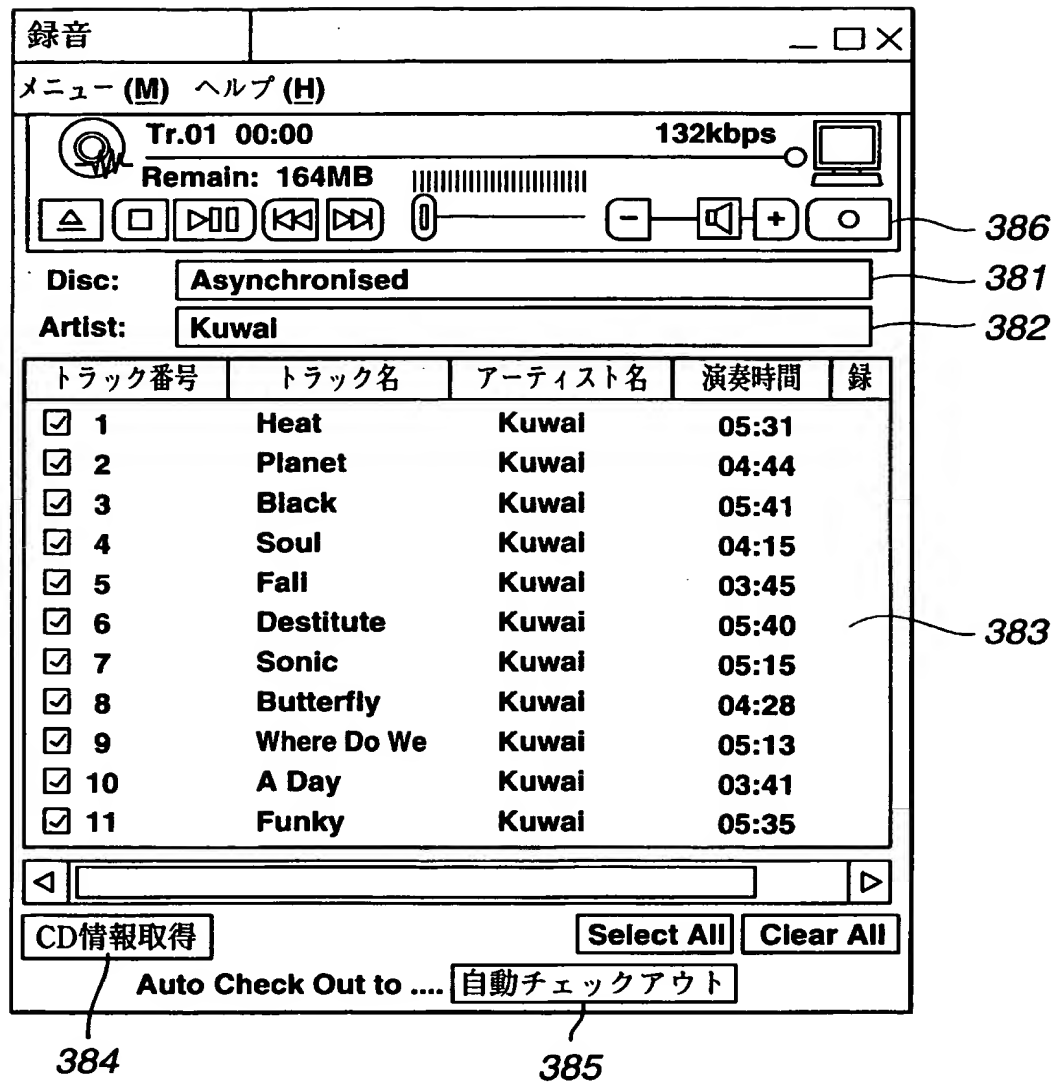 録音
メニュー (M) ヘルプ (H)
Tr.01 00:00 132kbps
Remain: 164MB
386
Disc: Asynchronised 381
Artist: Kuwai 382
トラック番号 トラック名 アーティスト名 演奏時間 録
1 Heat Kuwai 05:31
2 Planet Kuwai 04:44
3 Black Kuwai 05:41
4 Soul Kuwai 04:15
5 Fall Kuwai 03:45
6 Destitute Kuwai 05:40 383
7 Sonic Kuwai 05:15
8 Butterfly Kuwai 04:28
9 Where Do We Kuwai 05:13
10 A Day Kuwai 03:41
11 Funky Kuwai 05:35
CD情報取得 Select All Clear All
Auto Check Out to .... 自動チェックアウト
384 385